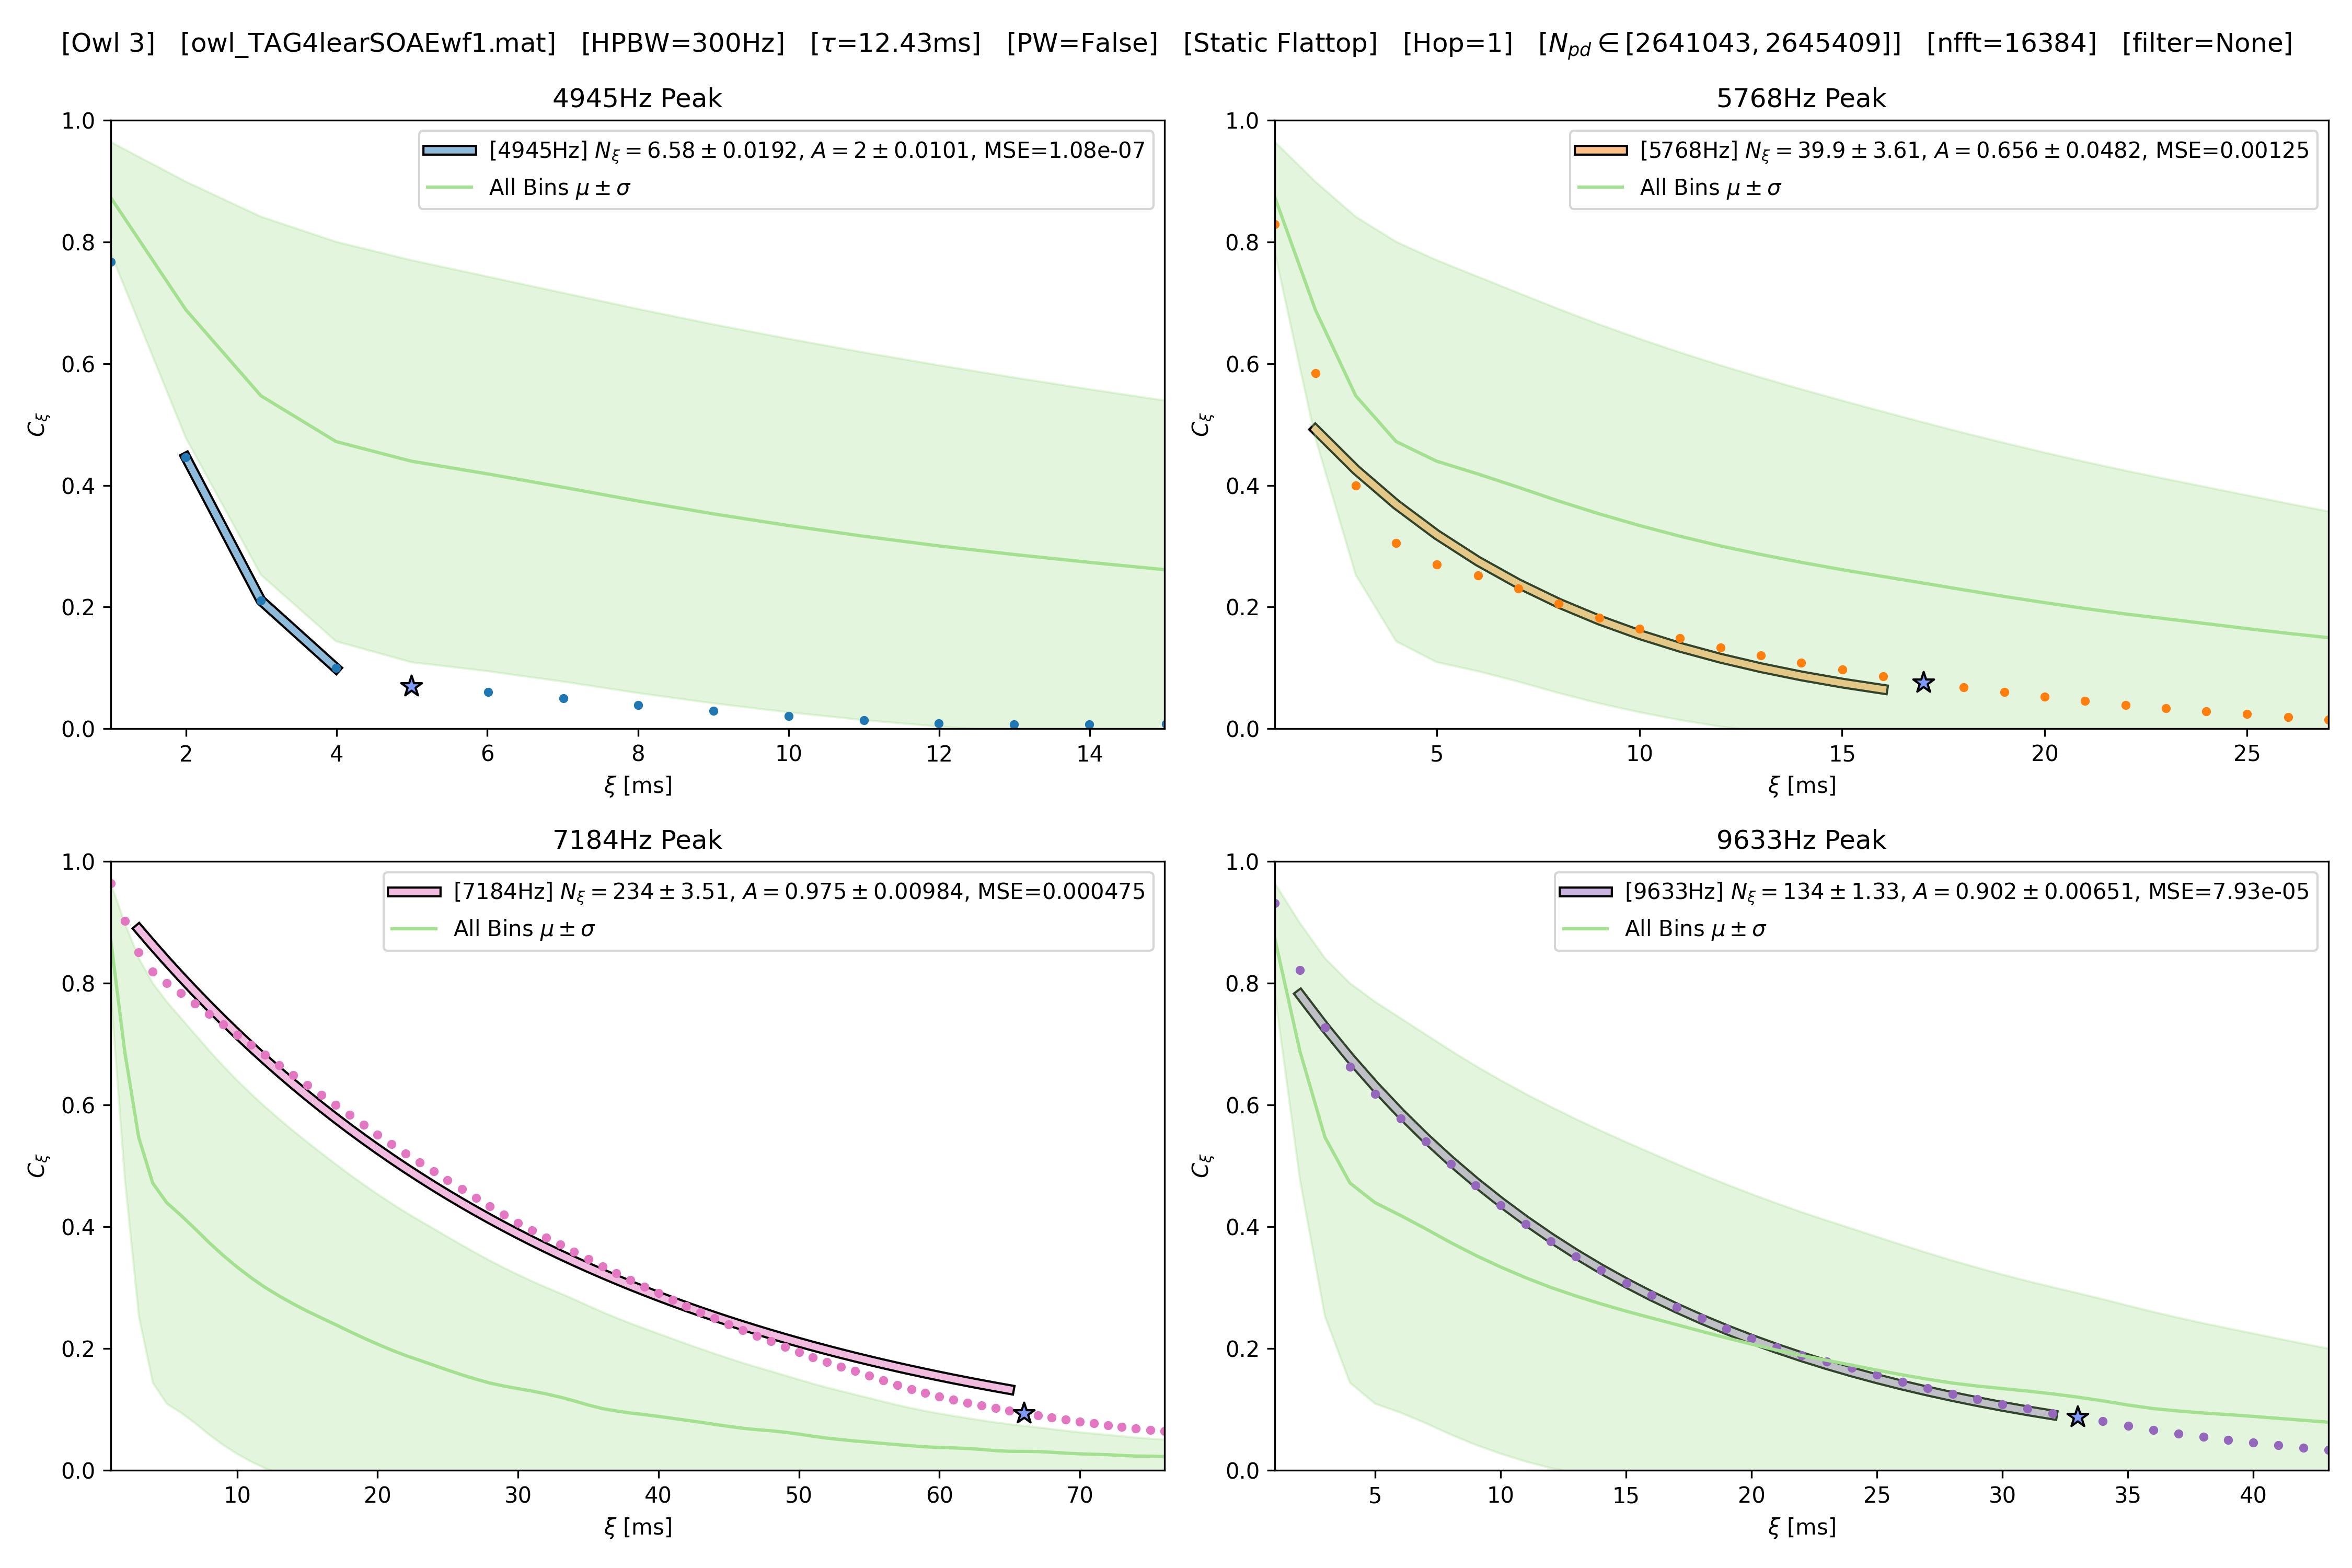 [Owl 3] [owl_TAG4learSOAEwf1.mat] [HPBW=300Hz] [τ=12.43ms] [PW=False] [Static Flattop] [Hop=1] [N_pd ∈ [2641043, 2645409]] [nfft=16384] [filter=None]
4945Hz Peak
[4945Hz] N_ξ = 6.58 ± 0.0192, A = 2 ± 0.0101, MSE=1.08e-07
All Bins μ ± σ
1.0
0.8
0.6
0.4
0.2
0.0
C_ξ
2 4 6 8 10 12 14
ξ [ms]
5768Hz Peak
[5768Hz] N_ξ = 39.9 ± 3.61, A = 0.656 ± 0.0482, MSE=0.00125
All Bins μ ± σ
1.0
0.8
0.6
0.4
0.2
0.0
C_ξ
5 10 15 20 25
ξ [ms]
7184Hz Peak
[7184Hz] N_ξ = 234 ± 3.51, A = 0.975 ± 0.00984, MSE=0.000475
All Bins μ ± σ
1.0
0.8
0.6
0.4
0.2
0.0
C_ξ
10 20 30 40 50 60 70
ξ [ms]
9633Hz Peak
[9633Hz] N_ξ = 134 ± 1.33, A = 0.902 ± 0.00651, MSE=7.93e-05
All Bins μ ± σ
1.0
0.8
0.6
0.4
0.2
0.0
C_ξ
5 10 15 20 25 30 35 40
ξ [ms]